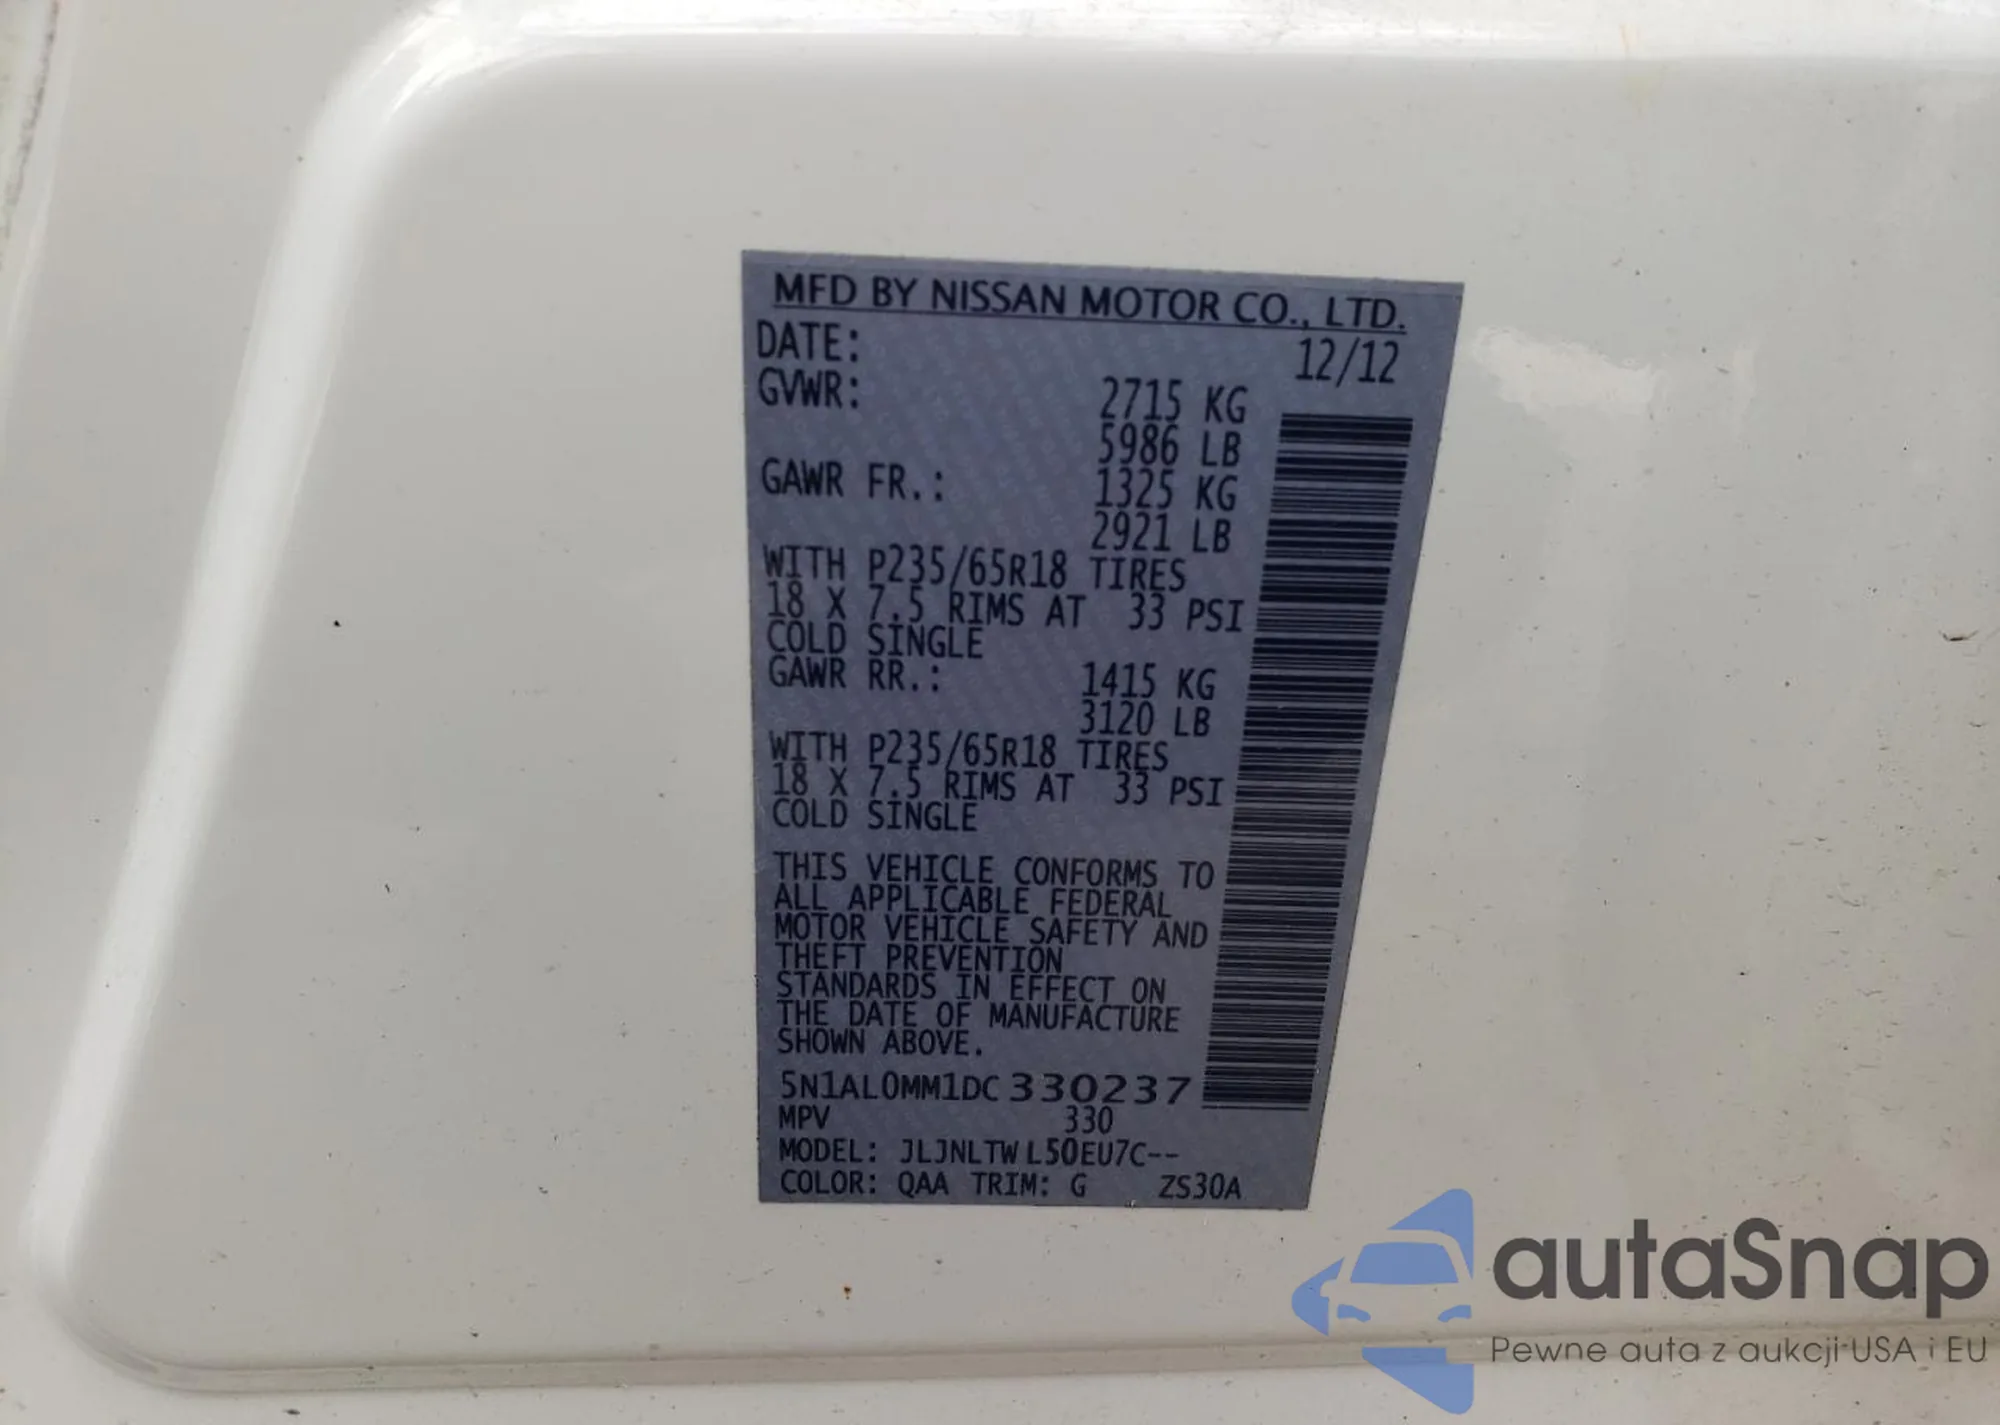 MFD BY NISSAN MOTOR CO., LTD.
DATE: 12/12
GVWR: 2715 KG
5986 LB
GAWR FR.: 1325 KG
2921 LB
WITH P235/65R18 TIRES
18 X 7.5 RIMS AT 33 PSI
COLD SINGLE
GAWR RR.: 1415 KG
3120 LB
WITH P235/65R18 TIRES
18 X 7.5 RIMS AT 33 PSI
COLD SINGLE
THIS VEHICLE CONFORMS TO
ALL APPLICABLE FEDERAL
MOTOR VEHICLE SAFETY AND
THEFT PREVENTION
STANDARDS IN EFFECT ON
THE DATE OF MANUFACTURE
SHOWN ABOVE.
5N1AL0MM1DC330237
MPV 330
MODEL: JLJNLTW L50EU7C--
COLOR: QAA TRIM: G ZS30A
autaSnap
Pewne auta z aukcji USA i EU